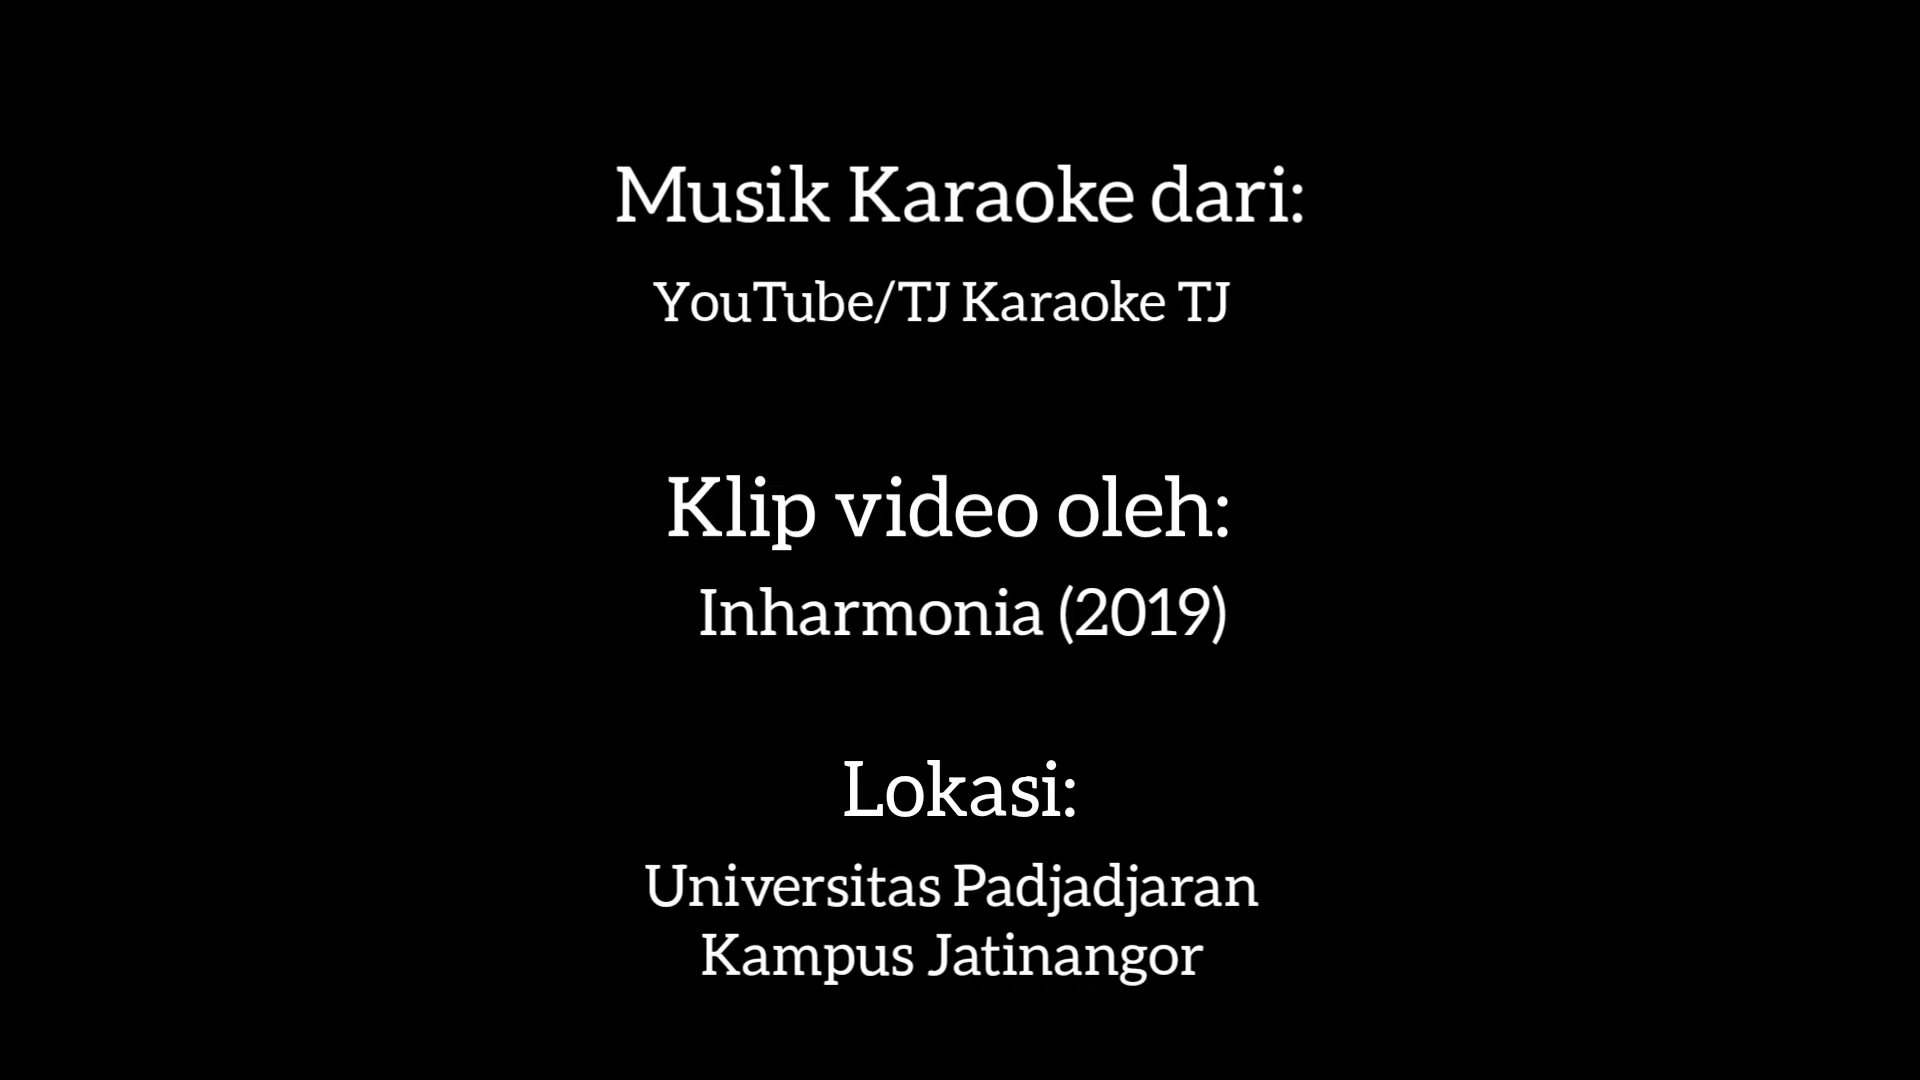 Musik Karaoke dari:
YouTube/TJ Karaoke TJ
Klip video oleh:
Inharmonia (2019)
Lokasi:
Universitas Padjadjaran
Kampus Jatinangor